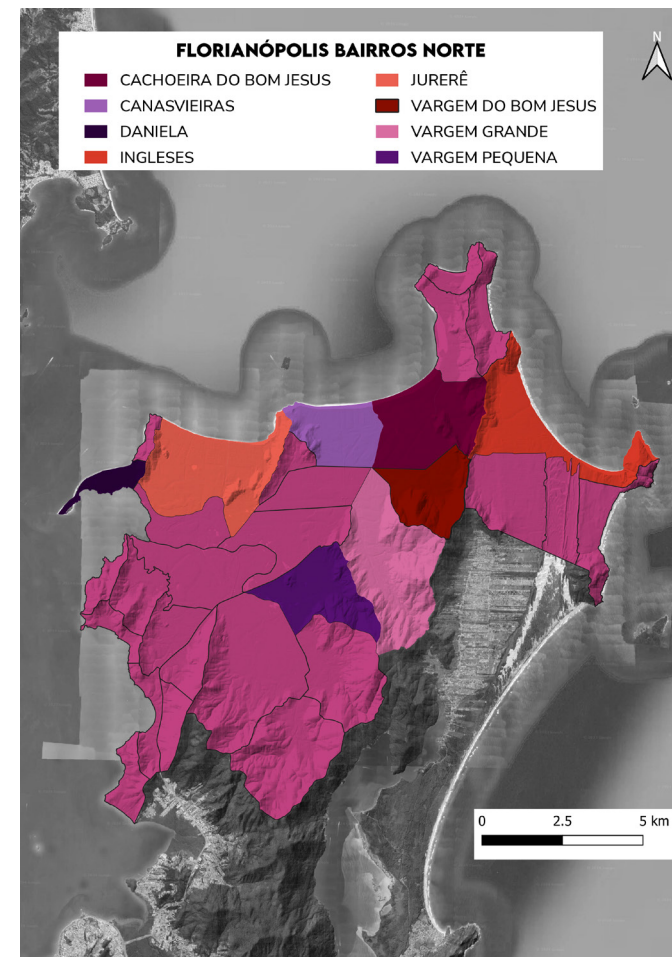 N
FLORIANÓPOLIS BAIRROS NORTE
CACHOEIRA DO BOM JESUS
CANASVIEIRAS
DANIELA
INGLESES
JURERÊ
VARGEM DO BOM JESUS
VARGEM GRANDE
VARGEM PEQUENA
0 2.5 5 km